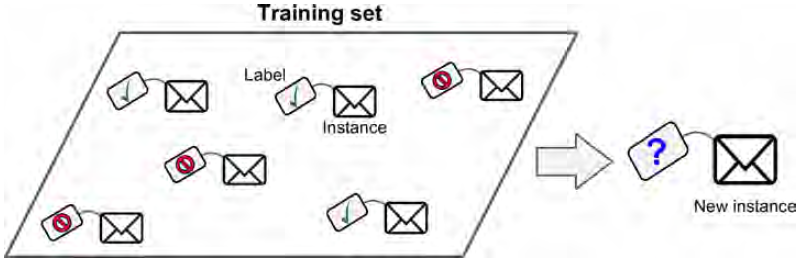 Training set
Label
Instance
?
New instance